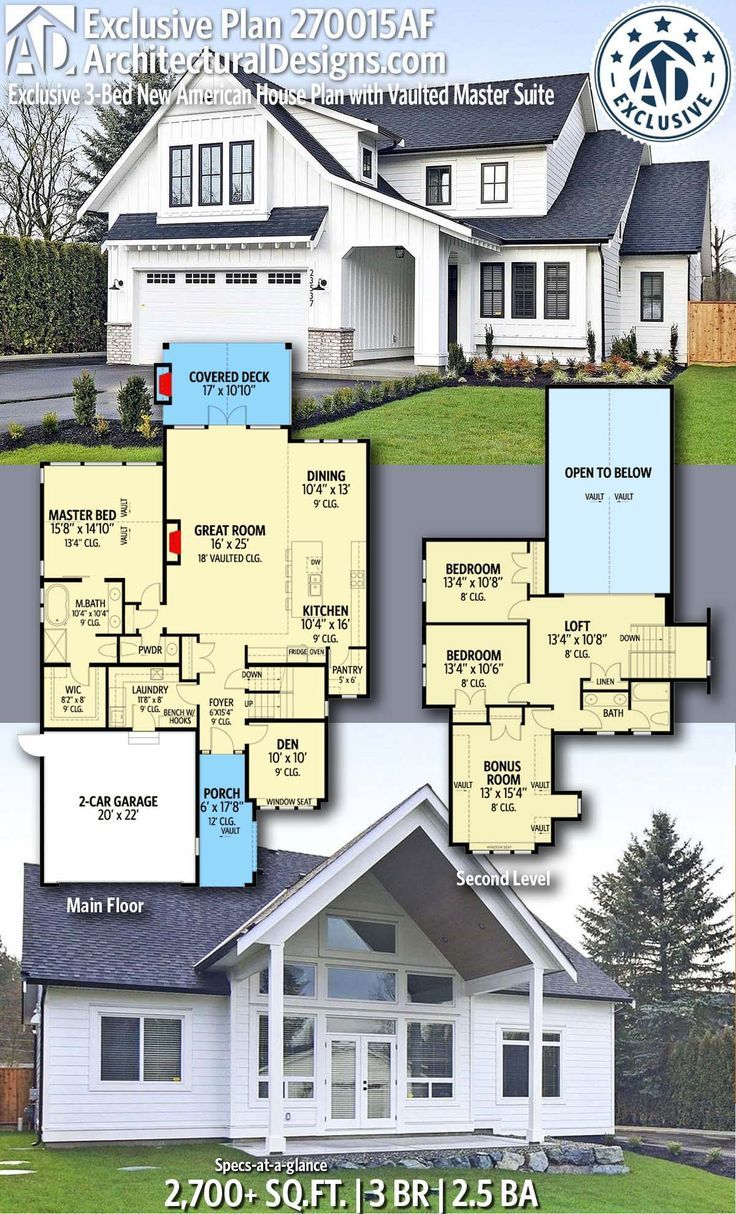 Exclusive Plan 270015AF
ArchitecturalDesigns.com
Exclusive 3-Bed New American House Plan with Vaulted Master Suite
AD
AD
EXCLUSIVE
23537
COVERED DECK
17' x 10'10"
MASTER BED
15'8" x 14'10"
13'4" CLG.
VAULT
VAULT
GREAT ROOM
16' x 25'
18' VAULTED CLG.
DINING
10'4" x 13'
9' CLG.
DW
KITCHEN
10'4" x 16'
9' CLG.
FRIDGE
OVEN
PANTRY
5' x 6'
M.BATH
10'4" x 10'4"
9' CLG.
PWDR
WIC
8'2" x 8'
9' CLG.
LAUNDRY
11'8" x 8'
9' CLG.
BENCH W/
HOOKS
FOYER
6'X15'4"
9' CLG.
DOWN
UP
DEN
10' x 10'
9' CLG.
WINDOW SEAT
2-CAR GARAGE
20' x 22'
PORCH
6' x 17'8"
12' CLG.
VAULT
Main Floor
OPEN TO BELOW
VAULT
VAULT
BEDROOM
13'4" x 10'8"
8' CLG.
BEDROOM
13'4" x 10'6"
8' CLG.
LOFT
13'4" x 10'8"
8' CLG.
DOWN
LINEN
BATH
BONUS
ROOM
13' x 15'4"
8' CLG.
VAULT
VAULT
VAULT
VAULT
WINDOW SEAT
Second Level
Specs-at-a-glance
2,700+ SQ.FT. | 3 BR | 2.5 BA